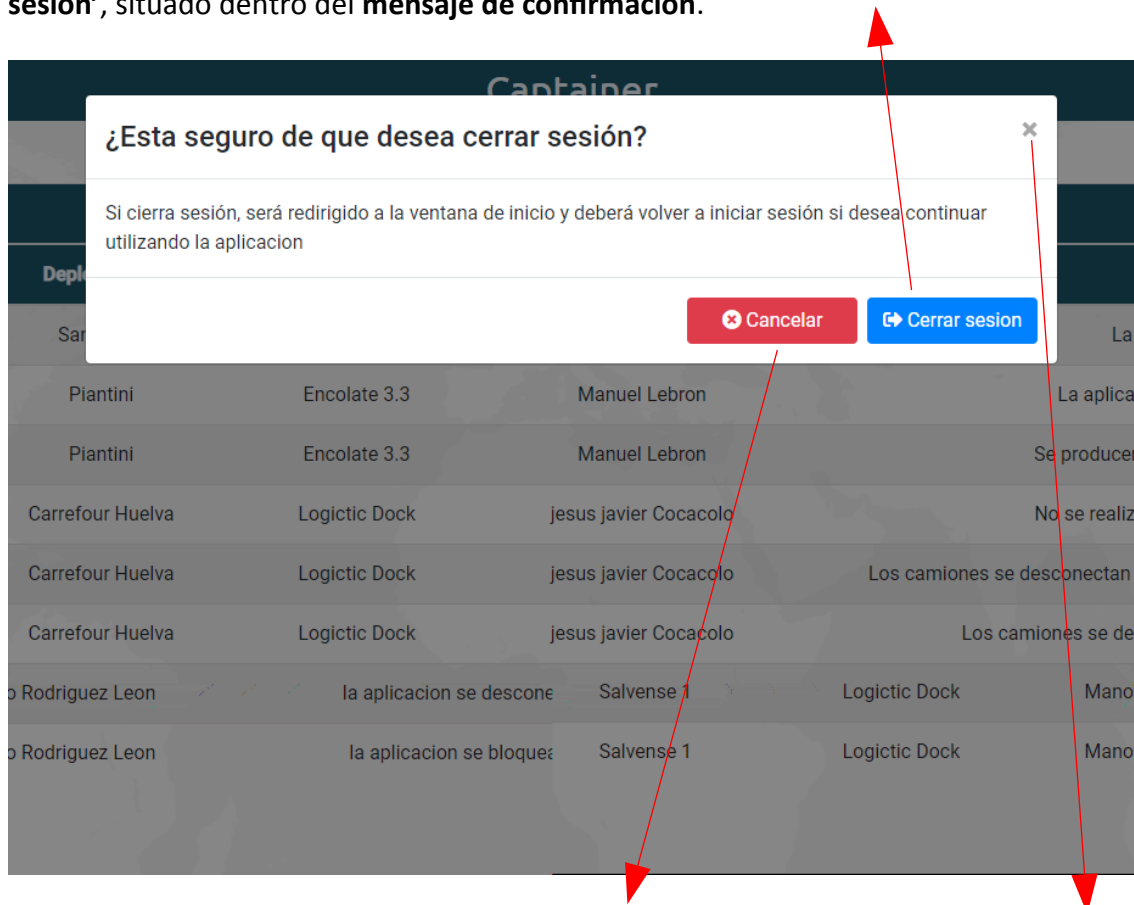 sesión’, situado dentro del mensaje de confirmación.
Captainer
¿Esta seguro de que desea cerrar sesión?
Si cierra sesión, será redirigido a la ventana de inicio y deberá volver a iniciar sesión si desea continuar
utilizando la aplicacion
Cancelar Cerrar sesion
Deplo
Sar La
Piantini Encolate 3.3 Manuel Lebron La aplica
Piantini Encolate 3.3 Manuel Lebron Se producer
Carrefour Huelva Logictic Dock jesus javier Cocacolo No se realiz
Carrefour Huelva Logictic Dock jesus javier Cocacolo Los camiones se desconectan
Carrefour Huelva Logictic Dock jesus javier Cocacolo Los camiones se de
o Rodriguez Leon la aplicacion se descone Salvense 1 Logictic Dock Mano
o Rodriguez Leon la aplicacion se bloquea Salvense 1 Logictic Dock Mano